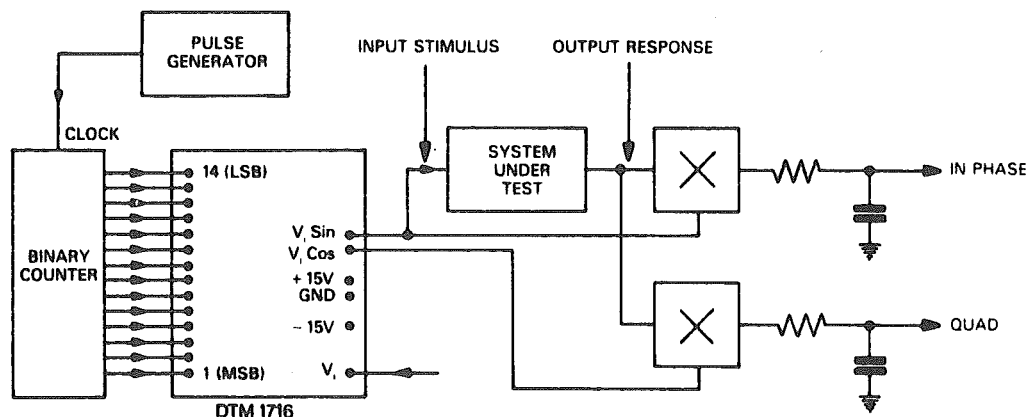 PULSE
GENERATOR
INPUT STIMULUS
OUTPUT RESPONSE
CLOCK
14 (LSB)
SYSTEM
UNDER
TEST
IN PHASE
BINARY
COUNTER
V, Sin
V, Cos
+ 15V
GND
- 15V
QUAD
1 (MSB)
V,
DTM 1716